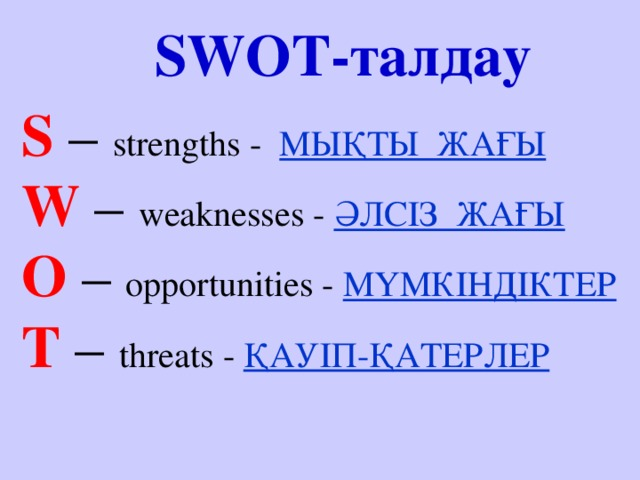 SWOT-талдау
S – strengths - МЫҚТЫ ЖАҒЫ
W – weaknesses - ӘЛСІЗ ЖАҒЫ
O – opportunities - МҮМКІНДІКТЕР
T – threats - ҚАУІП-ҚАТЕРЛЕР